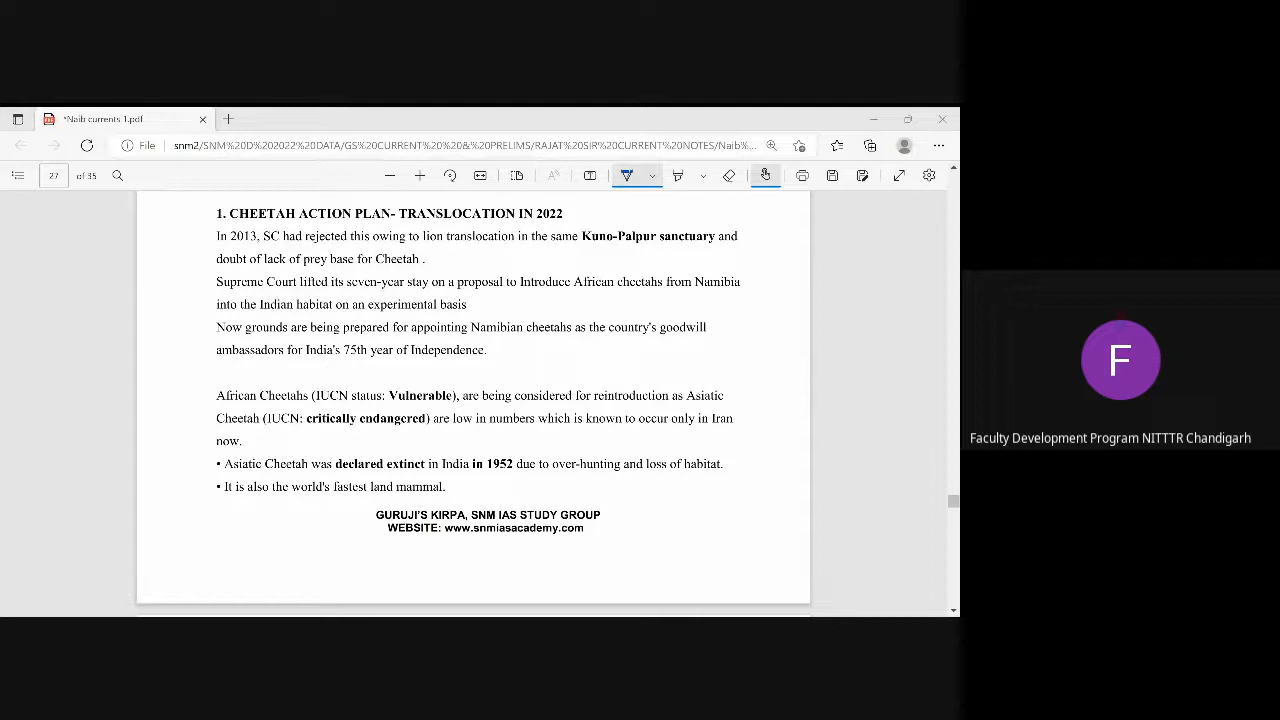 *Naib currents 1.pdf
File
snm2/SNM%20D%202022%20DATA/GS%20CURRENT%20%20&%20PRELIMS/RAJAT%20SIR%20CURRENT%20NOTES/Naib%...
27 of 35
1. CHEETAH ACTION PLAN- TRANSLOCATION IN 2022
In 2013, SC had rejected this owing to lion translocation in the same Kuno-Palpur sanctuary and
doubt of lack of prey base for Cheetah .
Supreme Court lifted its seven-year stay on a proposal to Introduce African cheetahs from Namibia
into the Indian habitat on an experimental basis
Now grounds are being prepared for appointing Namibian cheetahs as the country's goodwill
ambassadors for India's 75th year of Independence.
African Cheetahs (IUCN status: Vulnerable), are being considered for reintroduction as Asiatic
Cheetah (IUCN: critically endangered) are low in numbers which is known to occur only in Iran
now.
• Asiatic Cheetah was declared extinct in India in 1952 due to over-hunting and loss of habitat.
• It is also the world's fastest land mammal.
GURUJI'S KIRPA, SNM IAS STUDY GROUP
WEBSITE: www.snmiasacademy.com
F
Faculty Development Program NITTTR Chandigarh